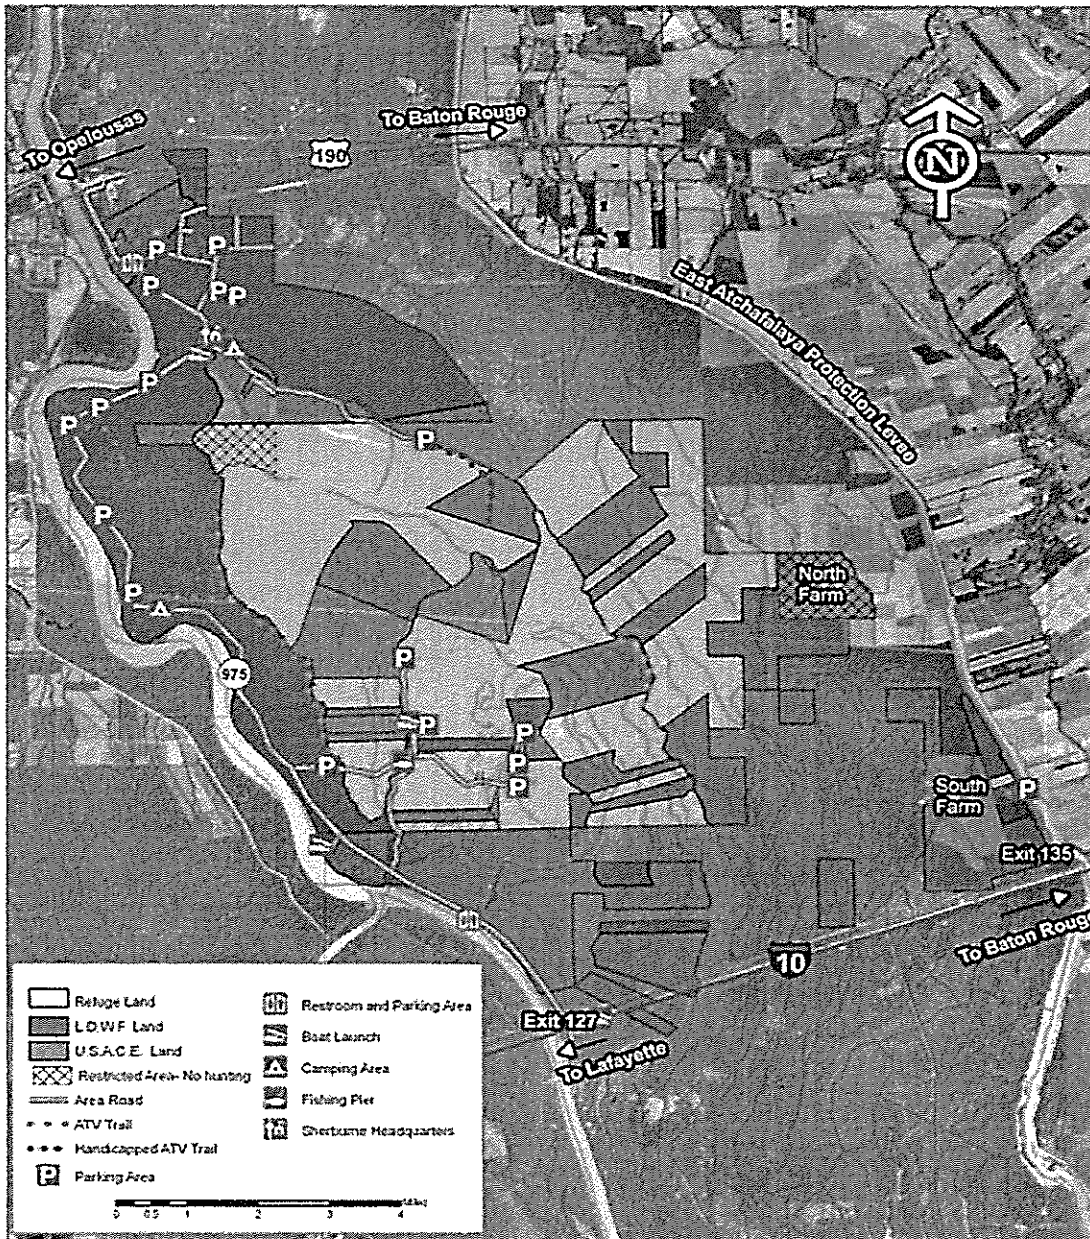 To Opelousas
To Baton Rouge
190
N
East Atchafalaya Protection Levee
P
P
P
P P
P
P
P
P
P
North
Farm
P
P
975
P
P
P
P
P
P
South
Farm
P
Exit 135
To Baton Roug
10
Exit 127
To Lafayette
Refuge Land
L.D.W.F. Land
U.S.A.C.E. Land
Restricted Area- No hunting
Area Road
ATV Trail
Handicapped ATV Trail
P Parking Area
Restroom and Parking Area
Boat Launch
Camping Area
Fishing Pier
Sherburne Headquarters
0 0.5 1 2 3 4 Miles